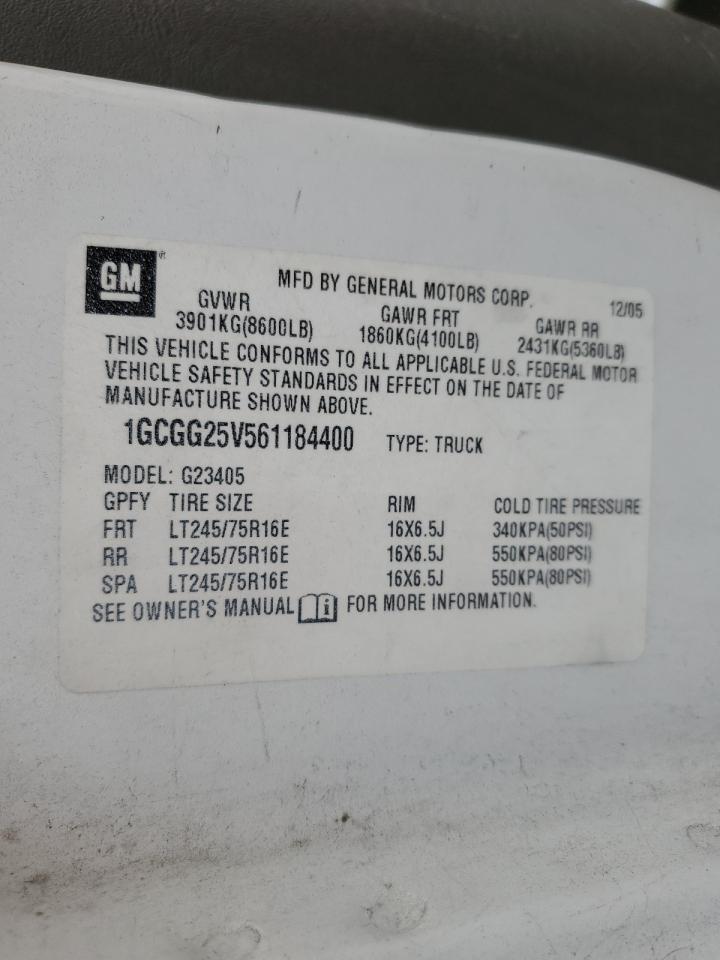 GM® MFD BY GENERAL MOTORS CORP. 12/05
GVWR GAWR FRT GAWR RR
3901KG(8600LB) 1860KG(4100LB) 2431KG(5360LB)
THIS VEHICLE CONFORMS TO ALL APPLICABLE U.S. FEDERAL MOTOR
VEHICLE SAFETY STANDARDS IN EFFECT ON THE DATE OF
MANUFACTURE SHOWN ABOVE.
1GCGG25V561184400 TYPE: TRUCK
MODEL: G23405
GPFY TIRE SIZE RIM COLD TIRE PRESSURE
FRT LT245/75R16E 16X6.5J 340KPA(50PSI)
RR LT245/75R16E 16X6.5J 550KPA(80PSI)
SPA LT245/75R16E 16X6.5J 550KPA(80PSI)
SEE OWNER'S MANUAL FOR MORE INFORMATION.